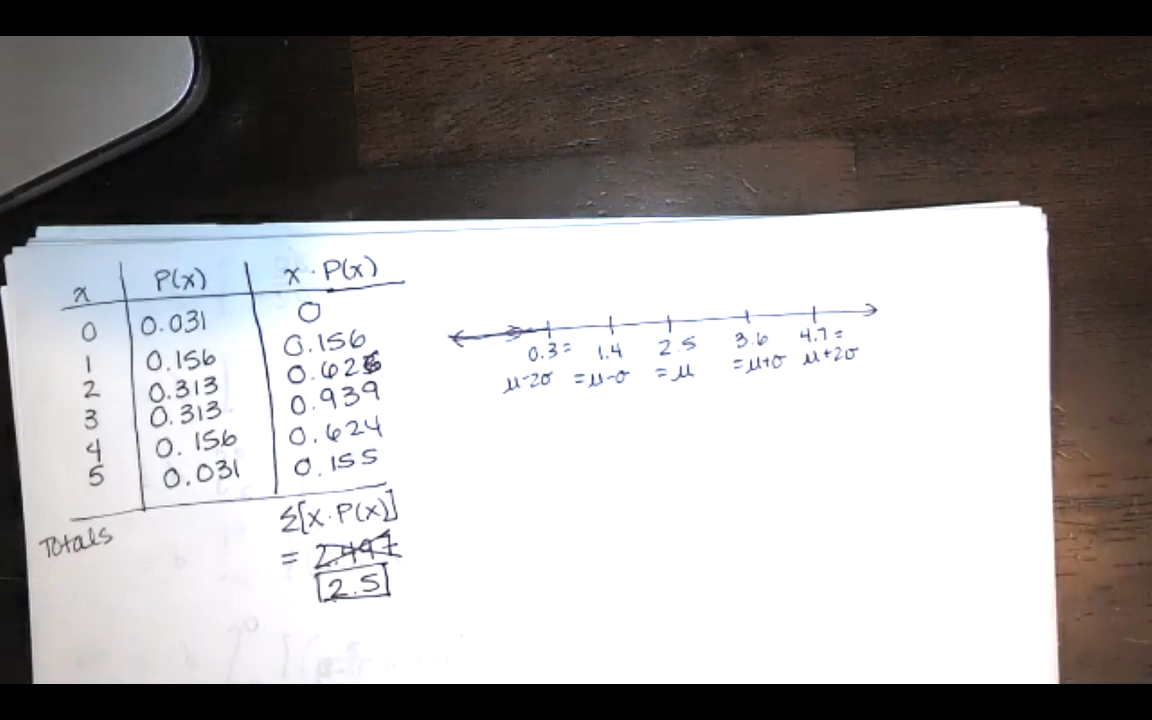 x P(x) x · P(x)
0 0.031 0
1 0.156 0.156
2 0.313 0.626
3 0.313 0.939
4 0.156 0.624
5 0.031 0.155
Totals Σ[x·P(x)]
= 2.497
2.5
0.3= 1.4 2.5 3.6 4.7=
μ-2σ =μ-σ =μ =μ+σ μ+2σ